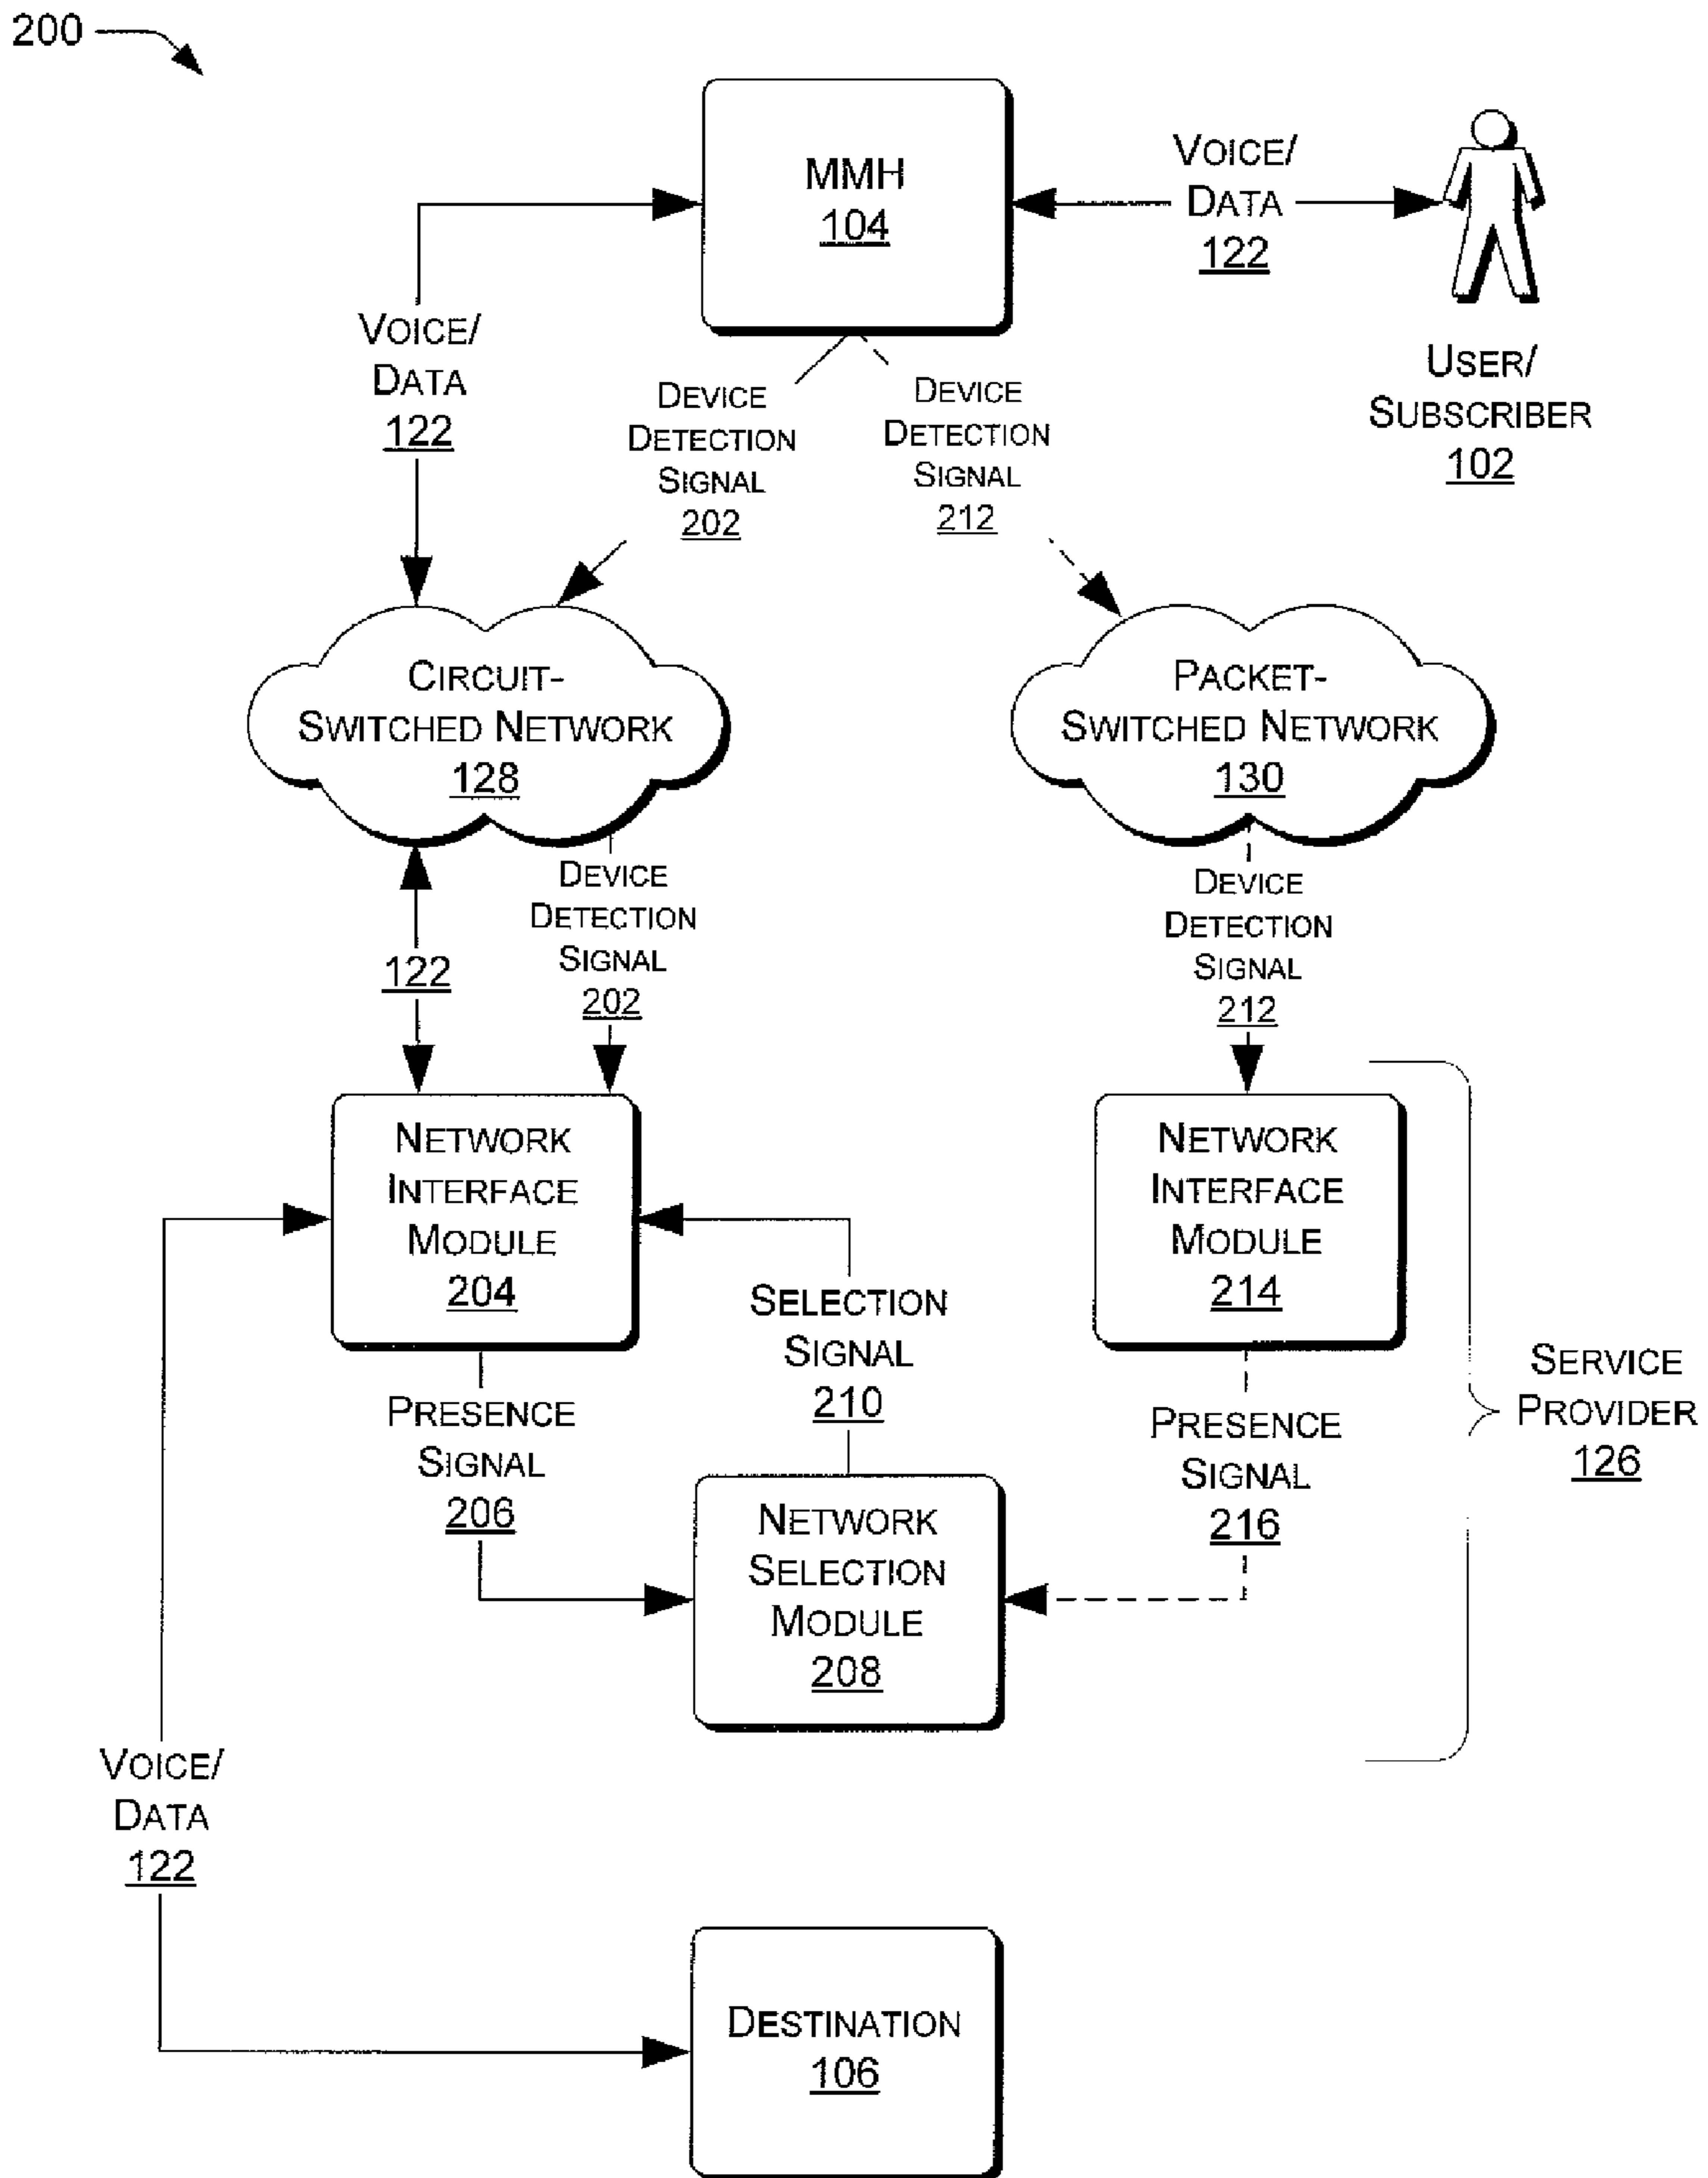 200
MMH
104
VOICE/
DATA
122
USER/
SUBSCRIBER
102
VOICE/
DATA
122
DEVICE
DETECTION
SIGNAL
202
DEVICE
DETECTION
SIGNAL
212
CIRCUIT-
SWITCHED NETWORK
128
PACKET-
SWITCHED NETWORK
130
122
DEVICE
DETECTION
SIGNAL
202
DEVICE
DETECTION
SIGNAL
212
NETWORK
INTERFACE
MODULE
204
NETWORK
INTERFACE
MODULE
214
SELECTION
SIGNAL
210
PRESENCE
SIGNAL
206
PRESENCE
SIGNAL
216
SERVICE
PROVIDER
126
NETWORK
SELECTION
MODULE
208
VOICE/
DATA
122
DESTINATION
106